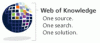 Web of Knowledge
One source.
One search.
One solution.